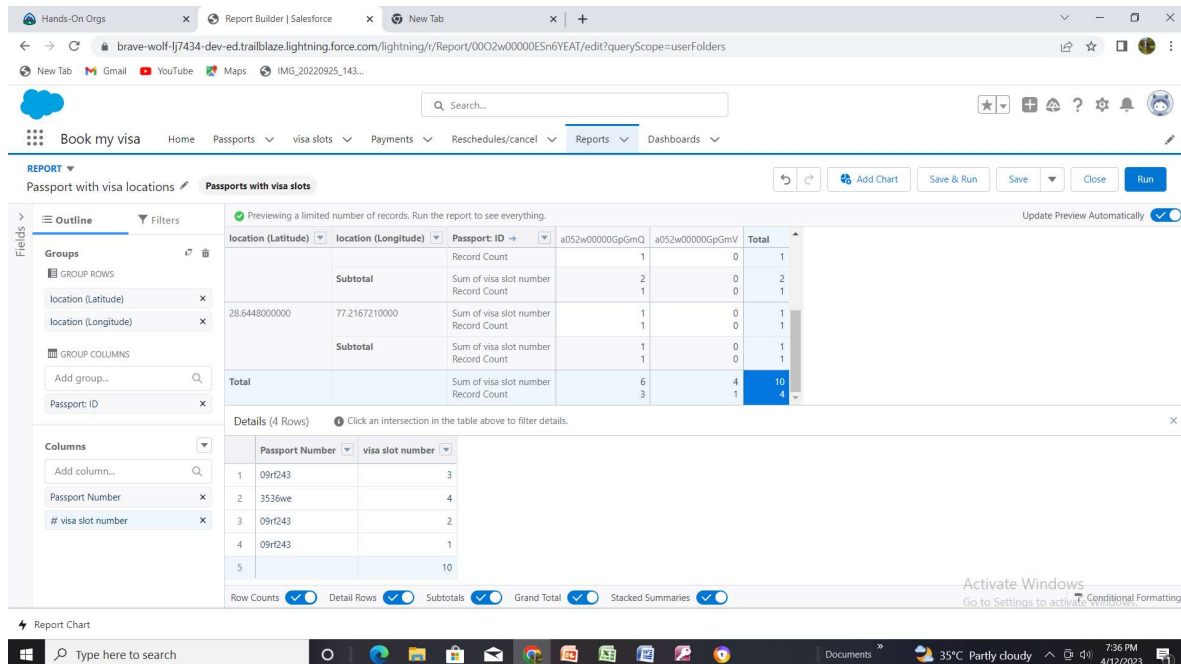 Hands-On Orgs × Report Builder | Salesforce × New Tab × +
brave-wolf-lj7434-dev-ed.trailblaze.lightning.force.com/lightning/r/Report/00O2w00000ESn6YEAT/edit?queryScope=userFolders
New Tab Gmail YouTube Maps IMG_20220925_143...
Search...
Book my visa Home Passports visa slots Payments Reschedules/cancel Reports Dashboards
REPORT
Passport with visa locations Passports with visa slots Add Chart Save & Run Save Close Run
Fields
Outline Filters
Groups
GROUP ROWS
location (Latitude) ×
location (Longitude) ×
GROUP COLUMNS
Add group...
Passport: ID ×
Columns
Add column...
Passport Number ×
# visa slot number ×
Previewing a limited number of records. Run the report to see everything. Update Preview Automatically
location (Latitude) location (Longitude) Passport: ID → a052w00000GpGmQ a052w00000GpGmV Total
Record Count 1 0 1
Subtotal Sum of visa slot number 2 0 2
Record Count 1 0 1
28.6448000000 77.2167210000 Sum of visa slot number 1 0 1
Record Count 1 0 1
Subtotal Sum of visa slot number 1 0 1
Record Count 1 0 1
Total Sum of visa slot number 6 4 10
Record Count 3 1 4
Details (4 Rows) Click an intersection in the table above to filter details. ×
Passport Number visa slot number
1 09rf243 3
2 3536we 4
3 09rf243 2
4 09rf243 1
5 10
Row Counts Detail Rows Subtotals Grand Total Stacked Summaries Conditional Formatting
Activate Windows
Go to Settings to activate Windows.
Report Chart
Type here to search Documents 35°C Partly cloudy 7:36 PM
4/12/2023